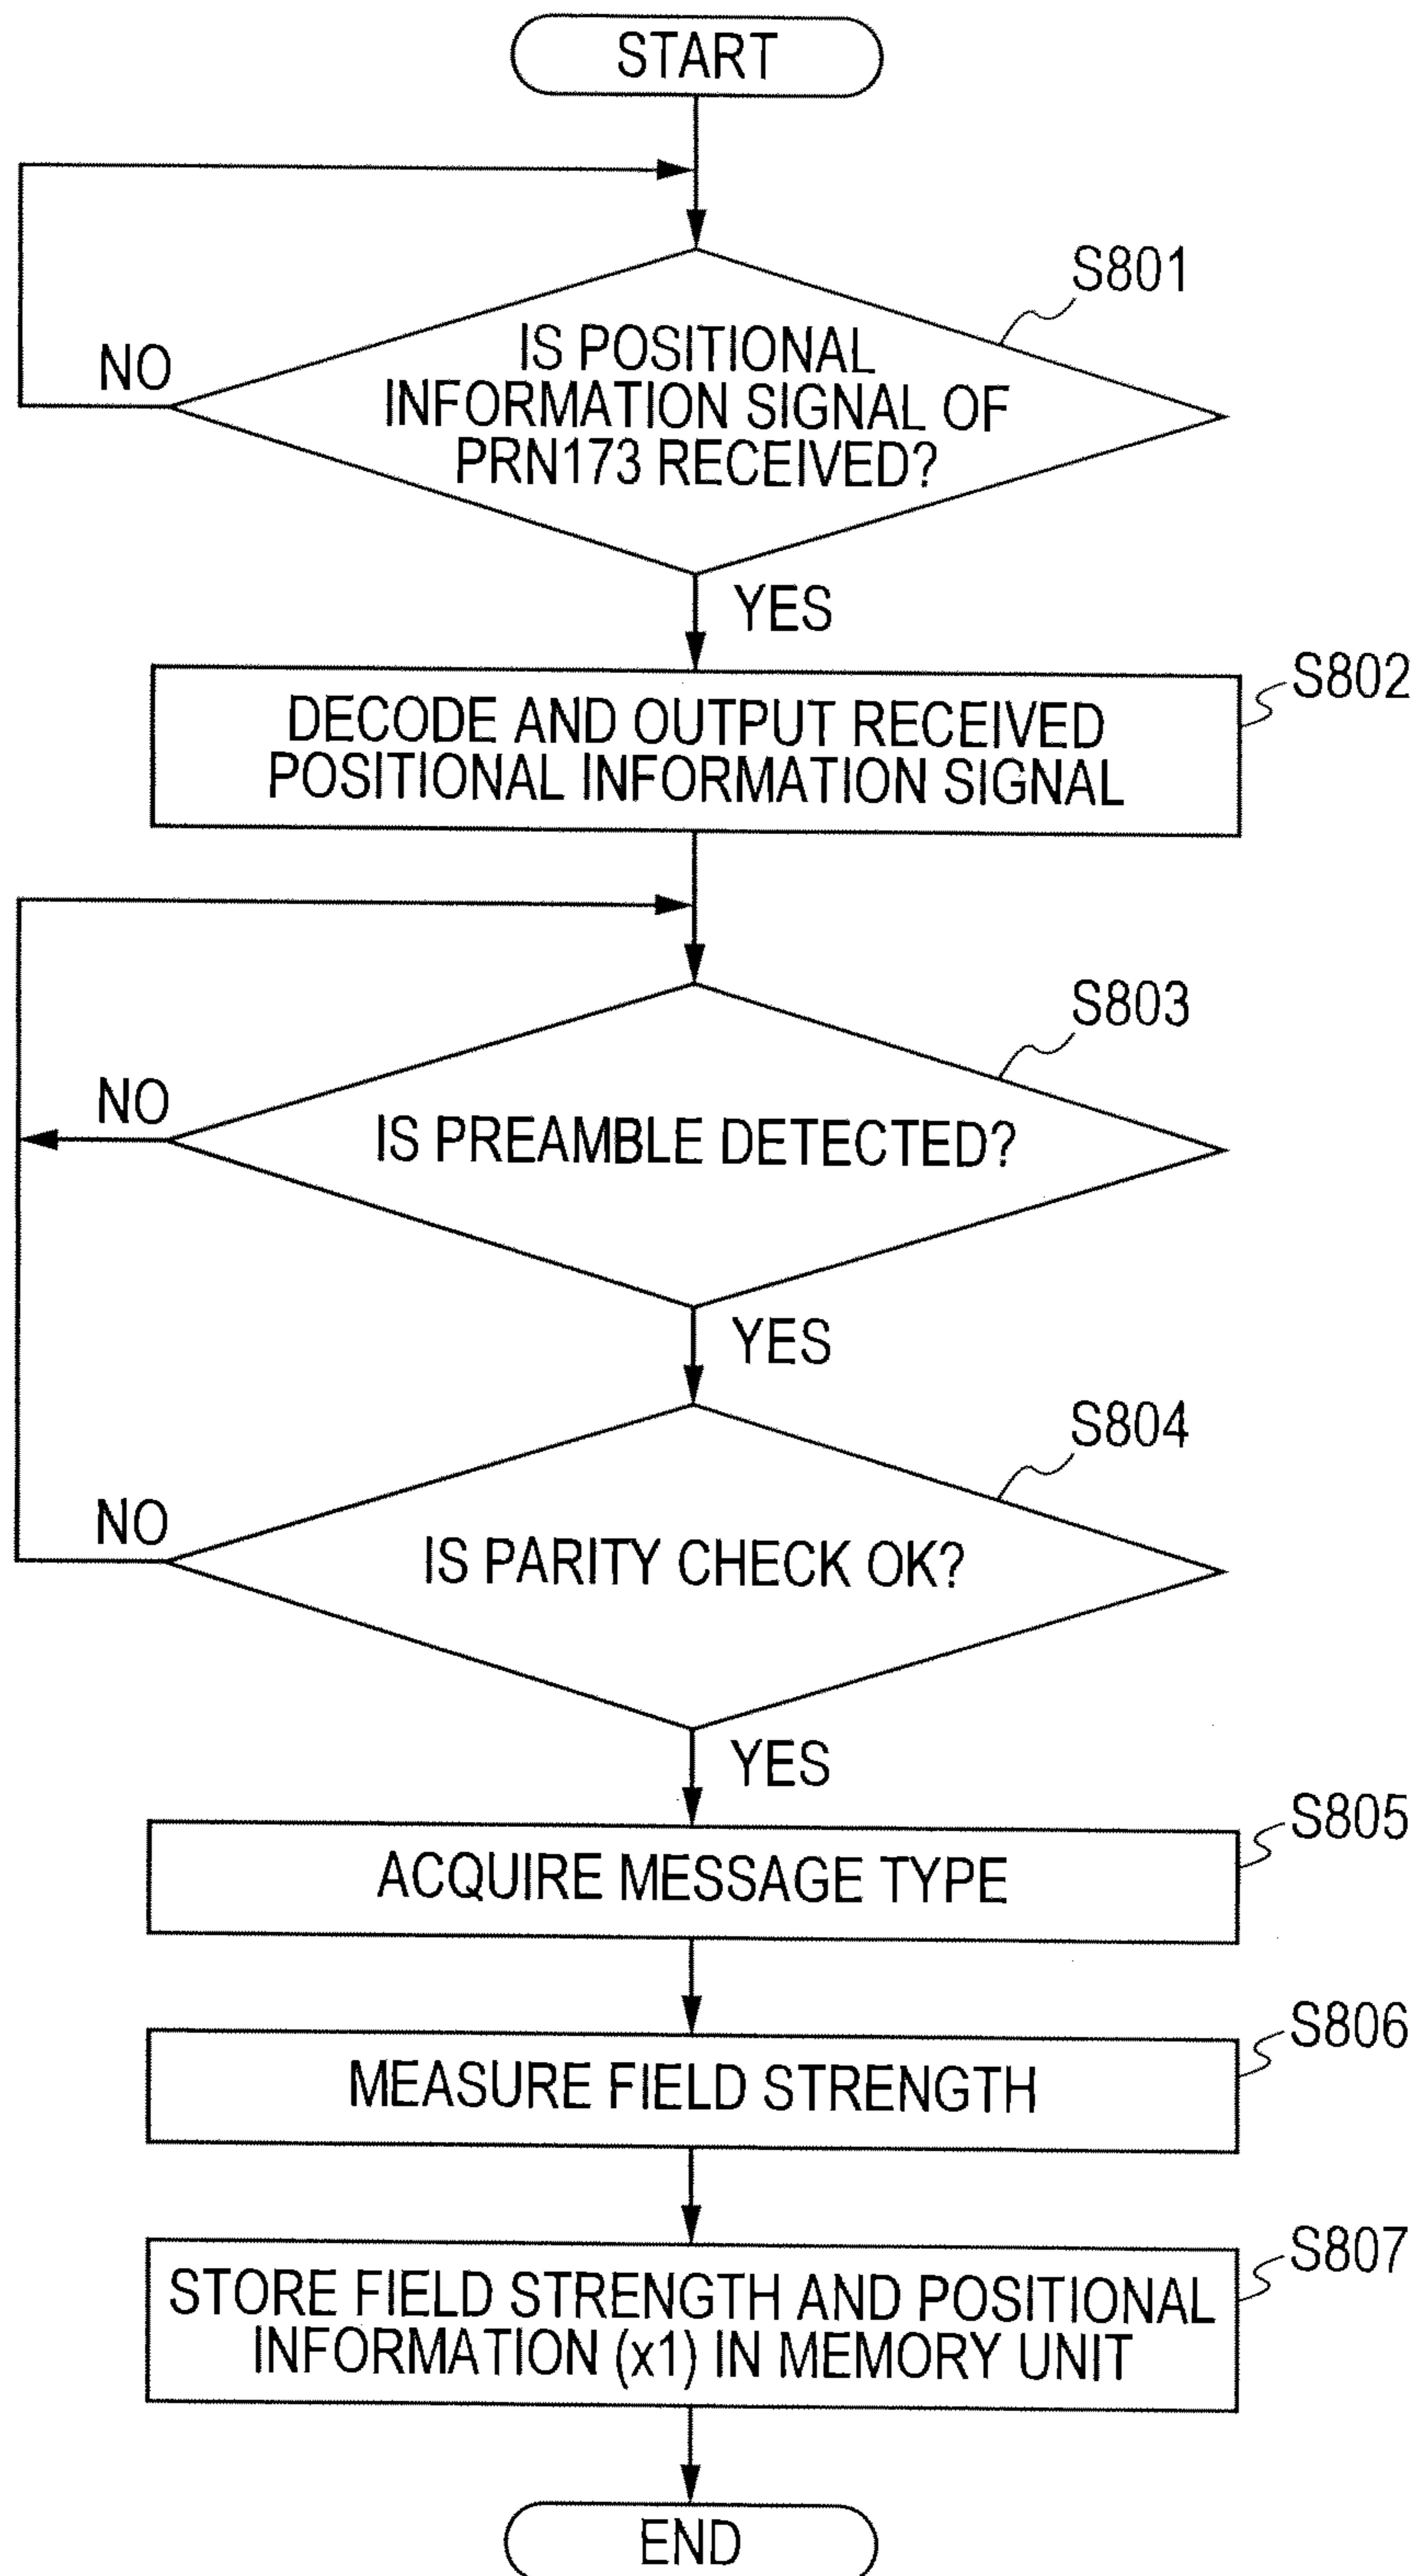 START
S801
IS POSITIONAL
INFORMATION SIGNAL OF
PRN173 RECEIVED?
NO
YES
S802
DECODE AND OUTPUT RECEIVED
POSITIONAL INFORMATION SIGNAL
S803
NO
IS PREAMBLE DETECTED?
YES
S804
NO
IS PARITY CHECK OK?
YES
S805
ACQUIRE MESSAGE TYPE
S806
MEASURE FIELD STRENGTH
S807
STORE FIELD STRENGTH AND POSITIONAL
INFORMATION (x1) IN MEMORY UNIT
END